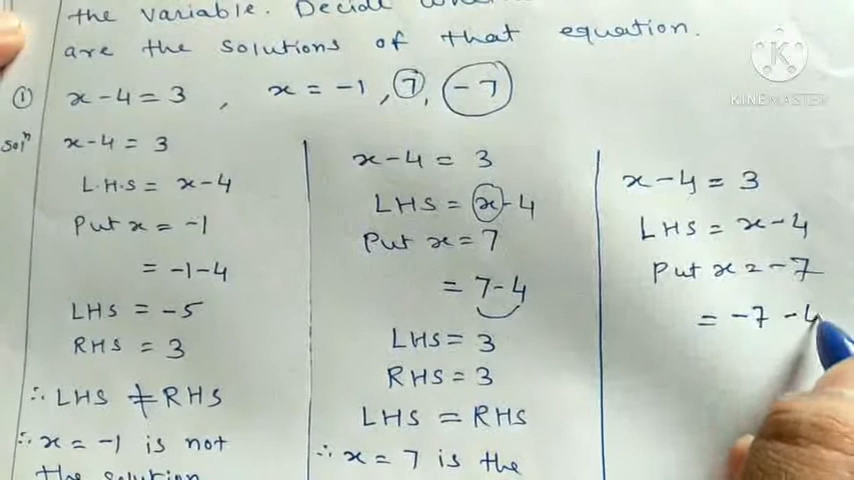 the variable. Decide
are the solutions of that equation.
KINEMASTER
① x-4=3 , x = -1, 7, -7
Solⁿ x-4 = 3
L.H.S = x-4
Put x = -1
= -1-4
LHS = -5
RHS = 3
∴ LHS ≠ RHS
∴ x = -1 is not
the solution
x-4 = 3
LHS = x-4
Put x = 7
= 7-4
LHS = 3
RHS = 3
LHS = RHS
∴ x = 7 is the
x-4 = 3
LHS = x-4
Put x = -7
= -7 -4